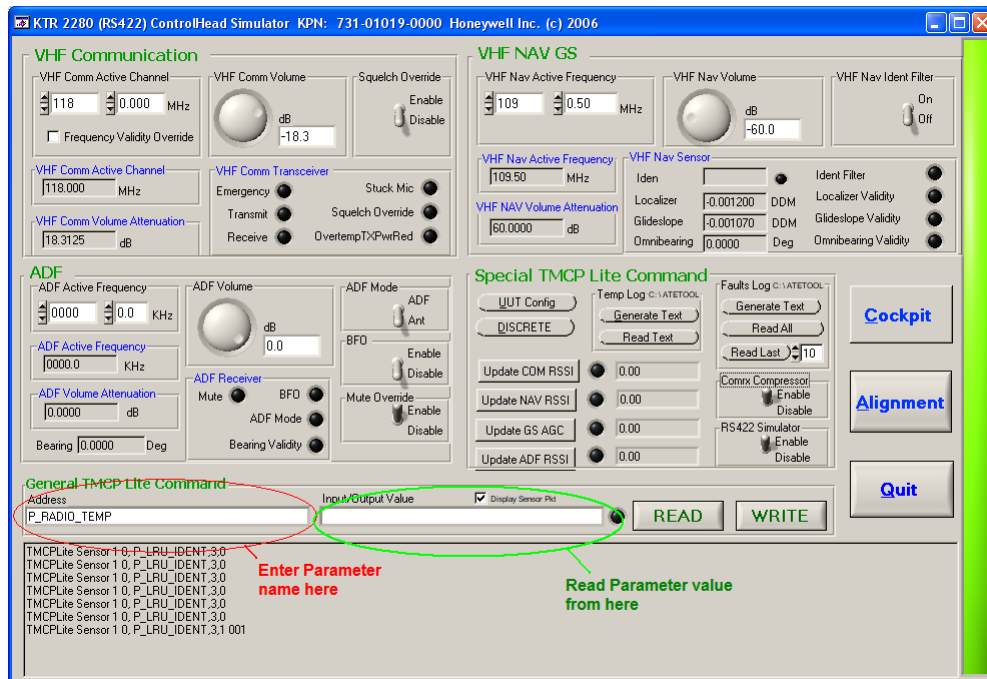 KTR 2280 (RS422) ControlHead Simulator KPN: 731-01019-0000 Honeywell Inc. (c) 2006
VHF Communication
VHF Comm Active Channel
118
0.000
MHz
Frequency Validity Override
VHF Comm Volume
dB
-18.3
Squelch Override
Enable
Disable
VHF Comm Active Channel
118.000
MHz
VHF Comm Volume Attenuation
18.3125
dB
VHF Comm Transceiver
Emergency
Stuck Mic
Transmit
Squelch Override
Receive
OvertempTXPwrRed
VHF NAV GS
VHF Nav Active Frequency
109
0.50
MHz
VHF Nav Volume
dB
-60.0
VHF Nav Ident Filter
On
Off
VHF Nav Active Frequency
109.50
MHz
VHF NAV Volume Attenuation
60.0000
dB
VHF Nav Sensor
Iden
Ident Filter
Localizer
-0.001200
DDM
Localizer Validity
Glideslope
-0.001070
DDM
Glideslope Validity
Omnibearing
0.0000
Deg
Omnibearing Validity
ADF
ADF Active Frequency
0000
0.0
KHz
ADF Volume
dB
0.0
ADF Mode
ADF
Ant
BFO
Enable
Disable
Mute Override
Enable
Disable
ADF Active Frequency
0000.0
KHz
ADF Volume Attenuation
0.0000
dB
Bearing
0.0000
Deg
ADF Receiver
Mute
BFO
ADF Mode
Bearing Validity
Special TMCP Lite Command
UUT Config
DISCRETE
Temp Log C:\ATETOOL
Generate Text
Read Text
Faults Log C:\ATETOOL
Generate Text
Read All
Read Last
10
Update COM RSSI
0.00
Update NAV RSSI
0.00
Update GS AGC
0.00
Update ADF RSSI
0.00
Comrx Compressor
Enable
Disable
RS422 Simulator
Enable
Disable
Cockpit
Alignment
Quit
General TMCP Lite Command
Address
P_RADIO_TEMP
Input/Output Value
Display Sensor Pkt
READ
WRITE
TMCPLite Sensor 1 0, P_LRU_IDENT,3,0
TMCPLite Sensor 1 0, P_LRU_IDENT,3,0
TMCPLite Sensor 1 0, P_LRU_IDENT,3,0
TMCPLite Sensor 1 0, P_LRU_IDENT,3,0
TMCPLite Sensor 1 0, P_LRU_IDENT,3,0
TMCPLite Sensor 1 0, P_LRU_IDENT,3,0
TMCPLite Sensor 1 0, P_LRU_IDENT,3,1 001
Enter Parameter
name here
Read Parameter value
from here